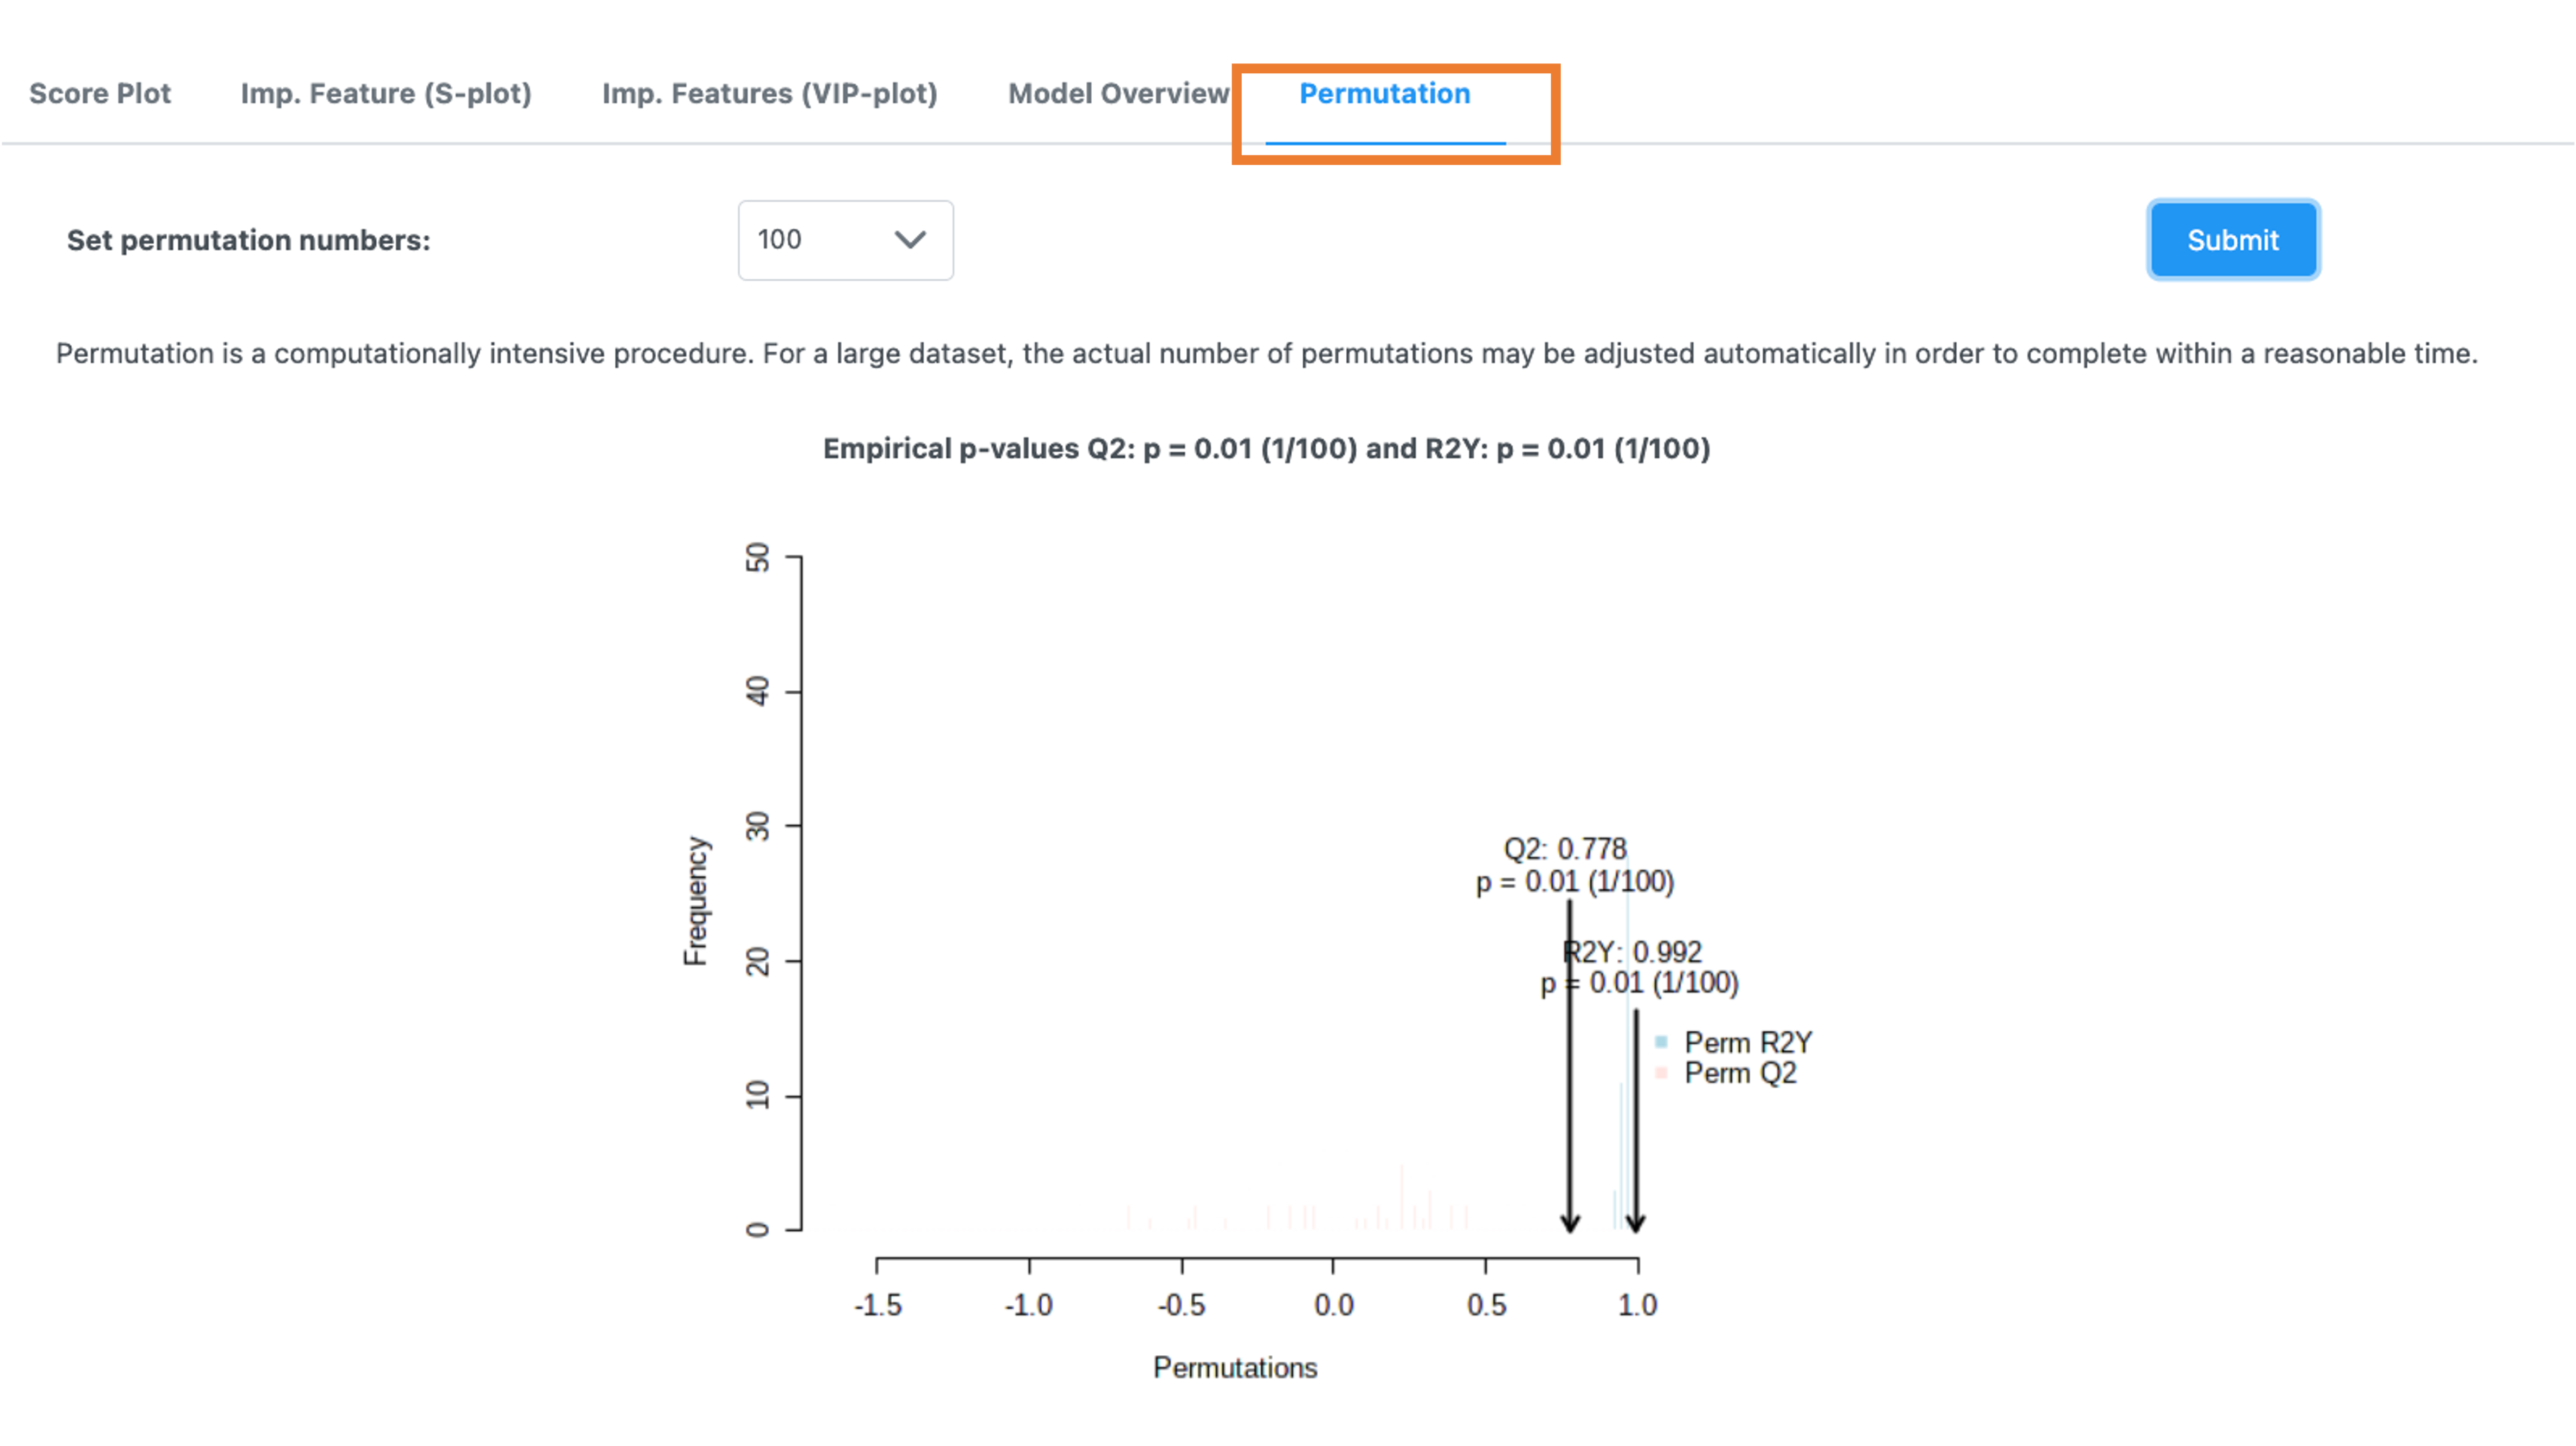 Score Plot Imp. Feature (S-plot) Imp. Features (VIP-plot) Model Overview Permutation
Set permutation numbers: 100 Submit
Permutation is a computationally intensive procedure. For a large dataset, the actual number of permutations may be adjusted automatically in order to complete within a reasonable time.
Empirical p-values Q2: p = 0.01 (1/100) and R2Y: p = 0.01 (1/100)
50
40
30
20
10
0
Frequency
Q2: 0.778
p = 0.01 (1/100)
R2Y: 0.992
p = 0.01 (1/100)
Perm R2Y
Perm Q2
-1.5 -1.0 -0.5 0.0 0.5 1.0
Permutations